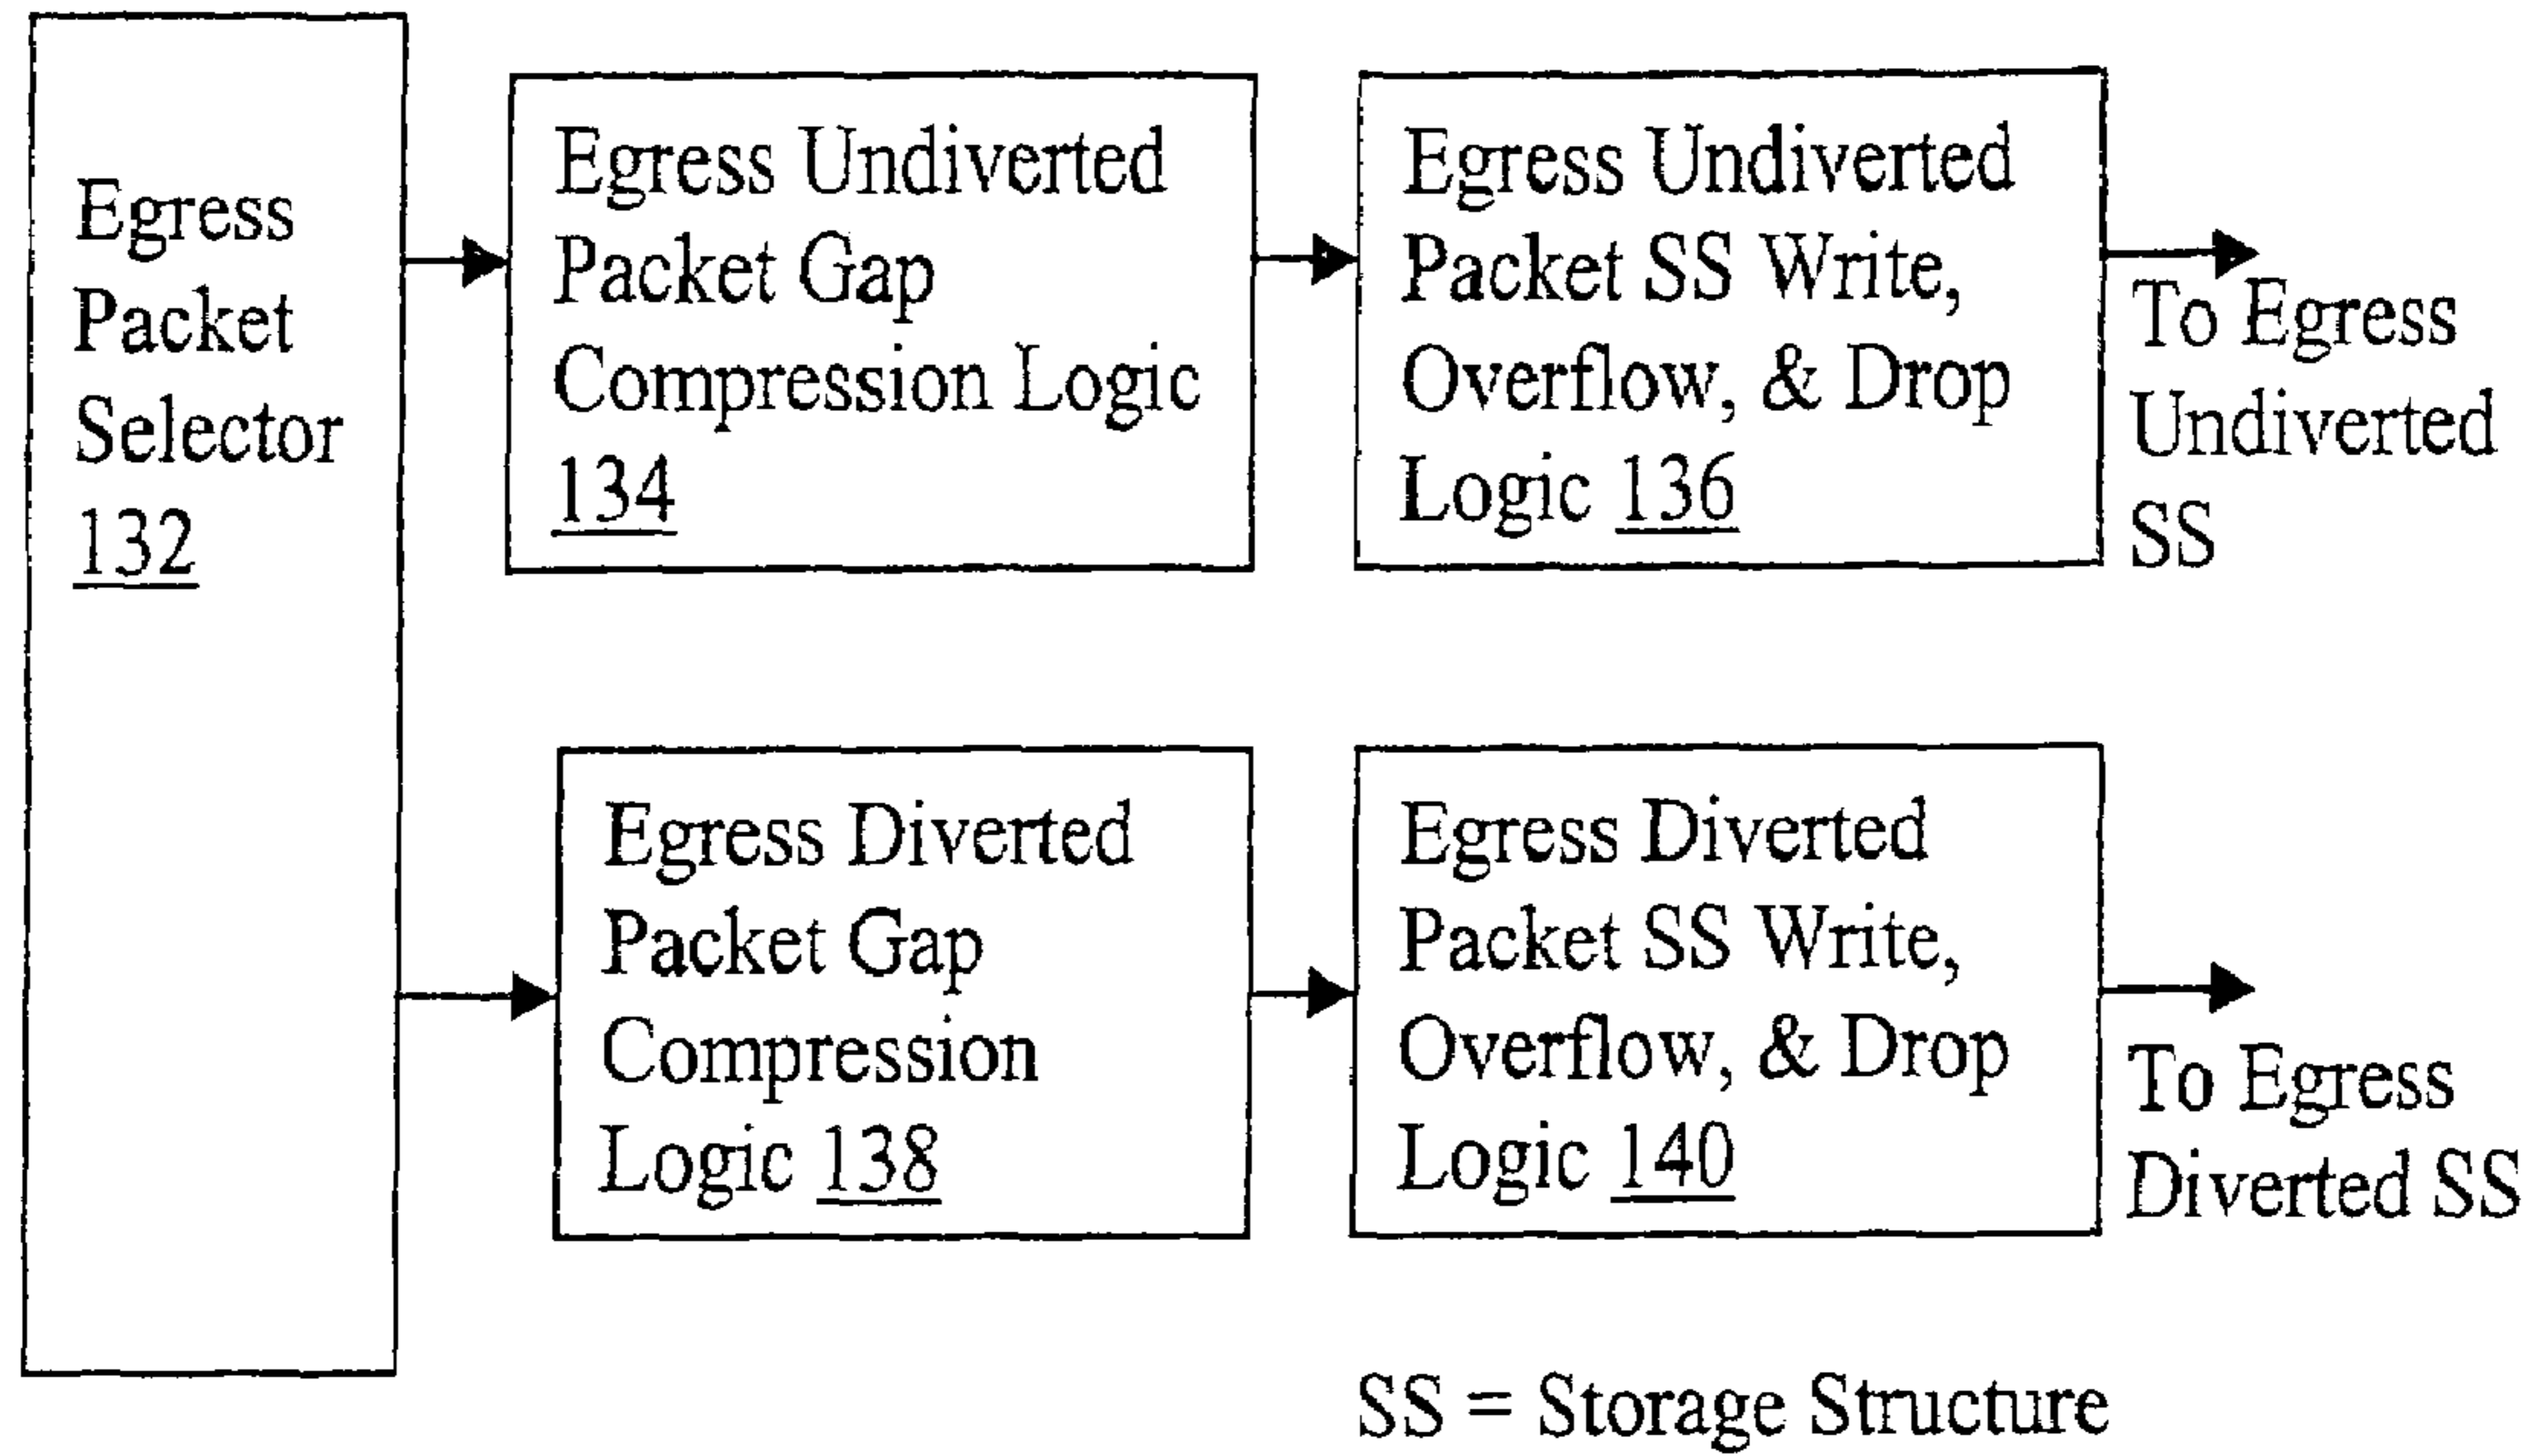 Egress
Packet
Selector
132
Egress Undiverted
Packet Gap
Compression Logic
134
Egress Undiverted
Packet SS Write,
Overflow, & Drop
Logic 136
To Egress
Undiverted
SS
Egress Diverted
Packet Gap
Compression
Logic 138
Egress Diverted
Packet SS Write,
Overflow, & Drop
Logic 140
To Egress
Diverted SS
SS = Storage Structure